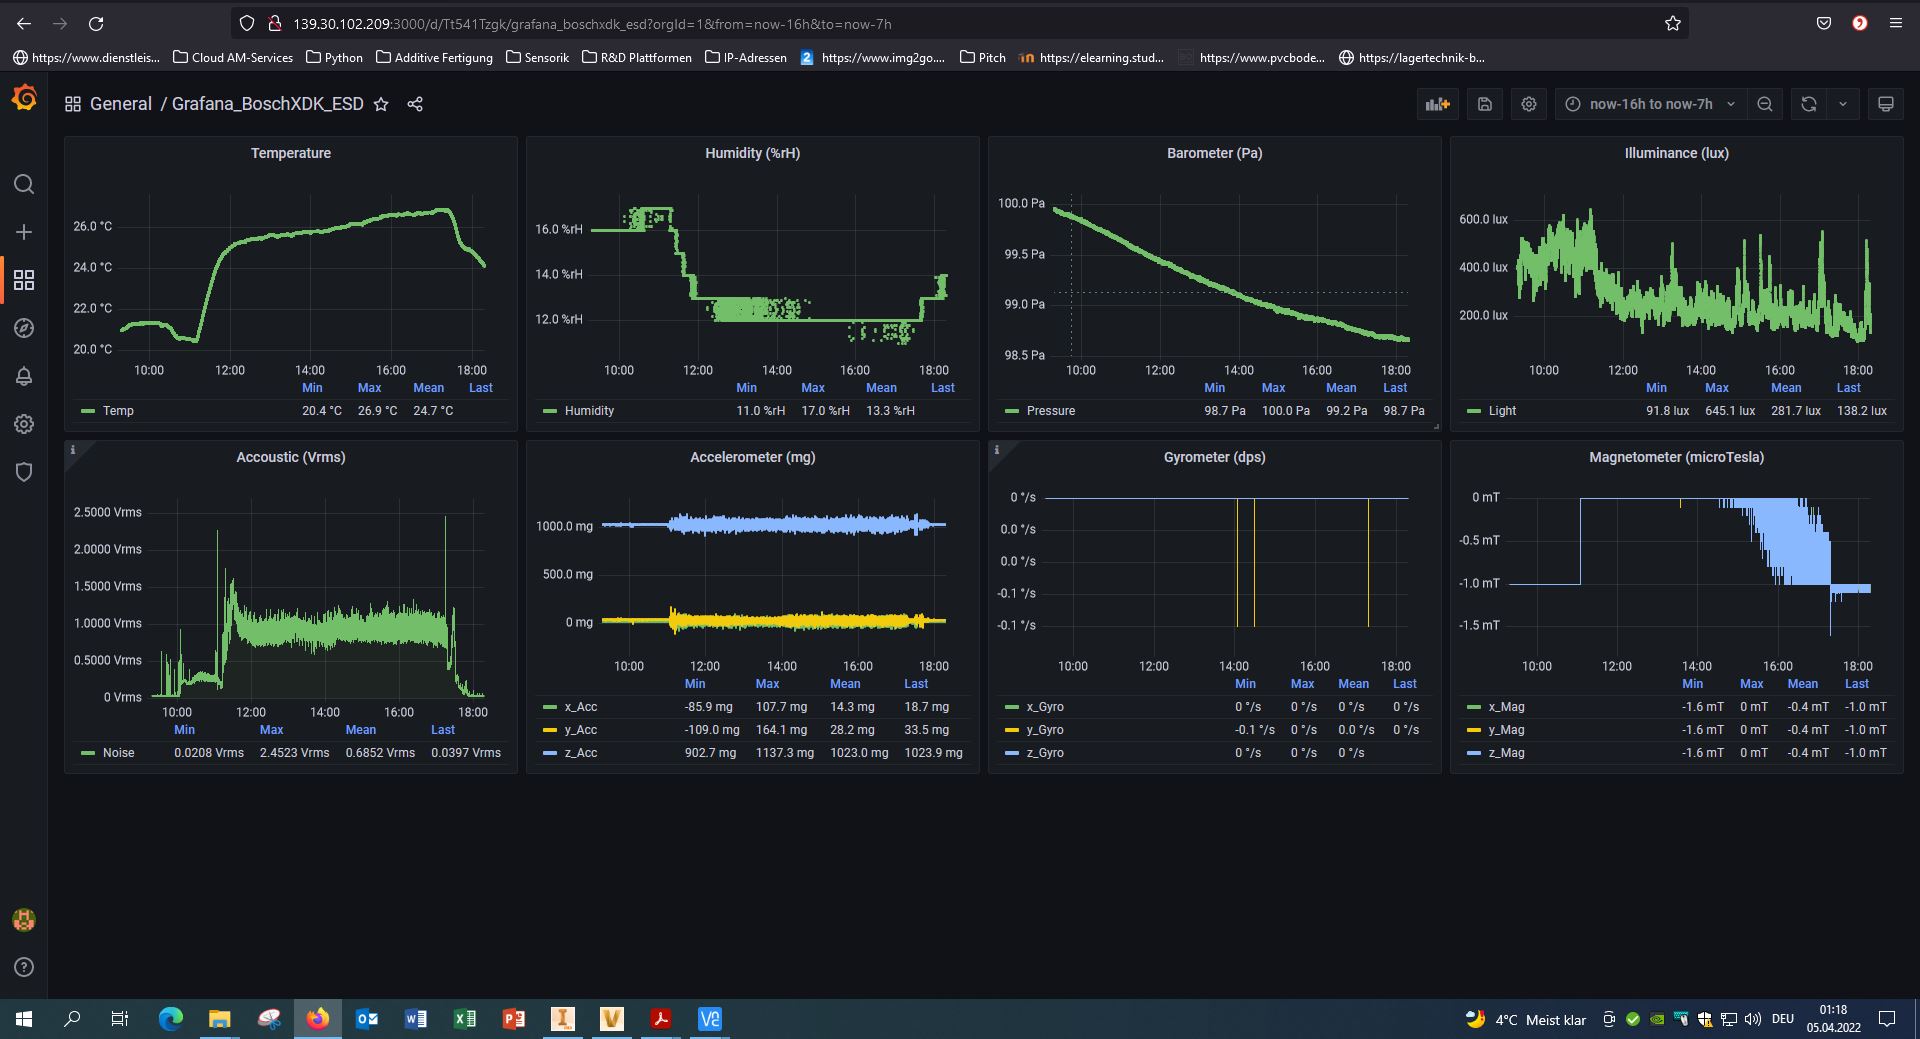 139.30.102.209:3000/d/Tt541Tzgk/grafana_boschxdk_esd?orgId=1&from=now-16h&to=now-7h
https://www.dienstleis... Cloud AM-Services Python Additive Fertigung Sensorik R&D Plattformen IP-Adressen https://www.img2go.... Pitch https://elearning.stud... https://www.pvcbode... https://lagertechnik-b...
General / Grafana_BoschXDK_ESD now-16h to now-7h
Temperature
26.0 °C
24.0 °C
22.0 °C
20.0 °C
10:00 12:00 14:00 16:00 18:00
Min Max Mean Last
Temp 20.4 °C 26.9 °C 24.7 °C
Humidity (%rH)
16.0 %rH
14.0 %rH
12.0 %rH
10:00 12:00 14:00 16:00 18:00
Min Max Mean Last
Humidity 11.0 %rH 17.0 %rH 13.3 %rH
Barometer (Pa)
100.0 Pa
99.5 Pa
99.0 Pa
98.5 Pa
10:00 12:00 14:00 16:00 18:00
Min Max Mean Last
Pressure 98.7 Pa 100.0 Pa 99.2 Pa 98.7 Pa
Illuminance (lux)
600.0 lux
400.0 lux
200.0 lux
10:00 12:00 14:00 16:00 18:00
Min Max Mean Last
Light 91.8 lux 645.1 lux 281.7 lux 138.2 lux
Accoustic (Vrms)
2.5000 Vrms
2.0000 Vrms
1.5000 Vrms
1.0000 Vrms
0.5000 Vrms
0 Vrms
10:00 12:00 14:00 16:00 18:00
Min Max Mean Last
Noise 0.0208 Vrms 2.4523 Vrms 0.6852 Vrms 0.0397 Vrms
Accelerometer (mg)
1000.0 mg
500.0 mg
0 mg
10:00 12:00 14:00 16:00 18:00
Min Max Mean Last
x_Acc -85.9 mg 107.7 mg 14.3 mg 18.7 mg
y_Acc -109.0 mg 164.1 mg 28.2 mg 33.5 mg
z_Acc 902.7 mg 1137.3 mg 1023.0 mg 1023.9 mg
Gyrometer (dps)
0 °/s
0.0 °/s
0.0 °/s
-0.1 °/s
-0.1 °/s
10:00 12:00 14:00 16:00 18:00
Min Max Mean Last
x_Gyro 0 °/s 0 °/s 0 °/s 0 °/s
y_Gyro -0.1 °/s 0 °/s 0.0 °/s 0 °/s
z_Gyro 0 °/s 0 °/s 0 °/s
Magnetometer (microTesla)
0 mT
-0.5 mT
-1.0 mT
-1.5 mT
10:00 12:00 14:00 16:00 18:00
Min Max Mean Last
x_Mag -1.6 mT 0 mT -0.4 mT -1.0 mT
y_Mag -1.6 mT 0 mT -0.4 mT -1.0 mT
z_Mag -1.6 mT 0 mT -0.4 mT -1.0 mT
4°C Meist klar DEU 01:18
05.04.2022